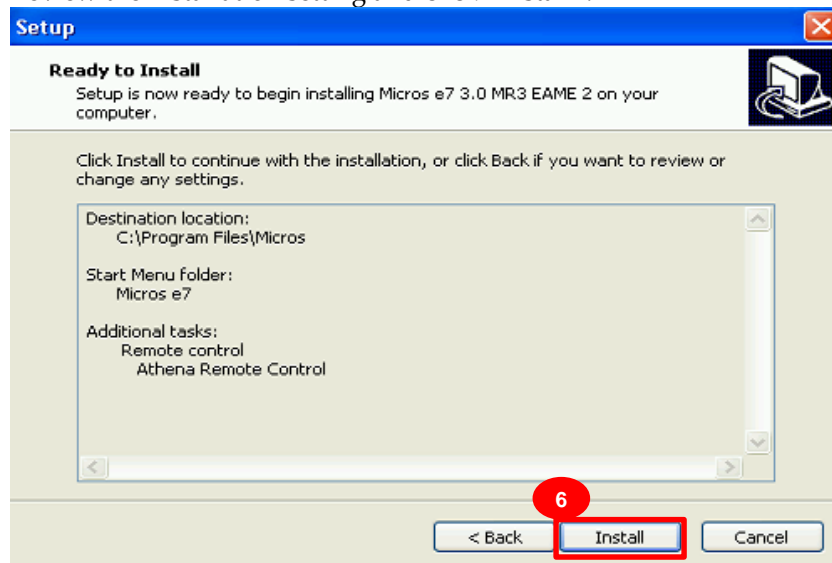 Setup
Ready to Install
Setup is now ready to begin installing Micros e7 3.0 MR3 EAME 2 on your
computer.
Click Install to continue with the installation, or click Back if you want to review or
change any settings.
Destination location:
C:\Program Files\Micros
Start Menu folder:
Micros e7
Additional tasks:
Remote control
Athena Remote Control
6
< Back Install Cancel